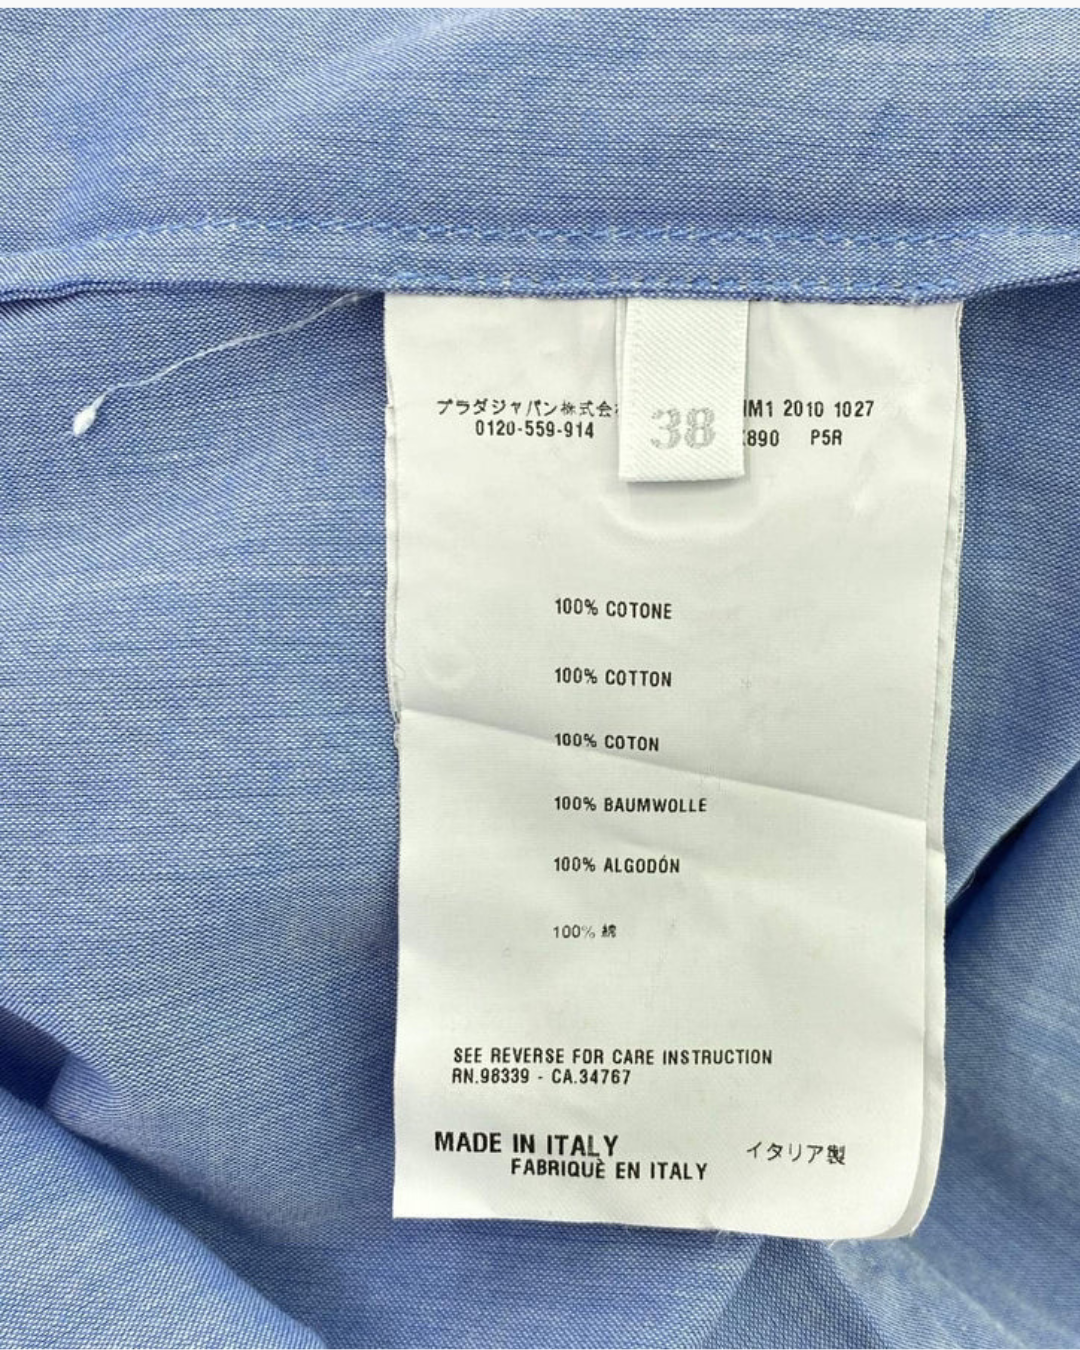 プラダジャパン株式会
0120-559-914
38
M1 2010 1027
890 P5R
100% COTONE
100% COTTON
100% COTON
100% BAUMWOLLE
100% ALGODÓN
100% 綿
SEE REVERSE FOR CARE INSTRUCTION
RN.98339 - CA.34767
MADE IN ITALY
FABRIQUÈ EN ITALY
イタリア製